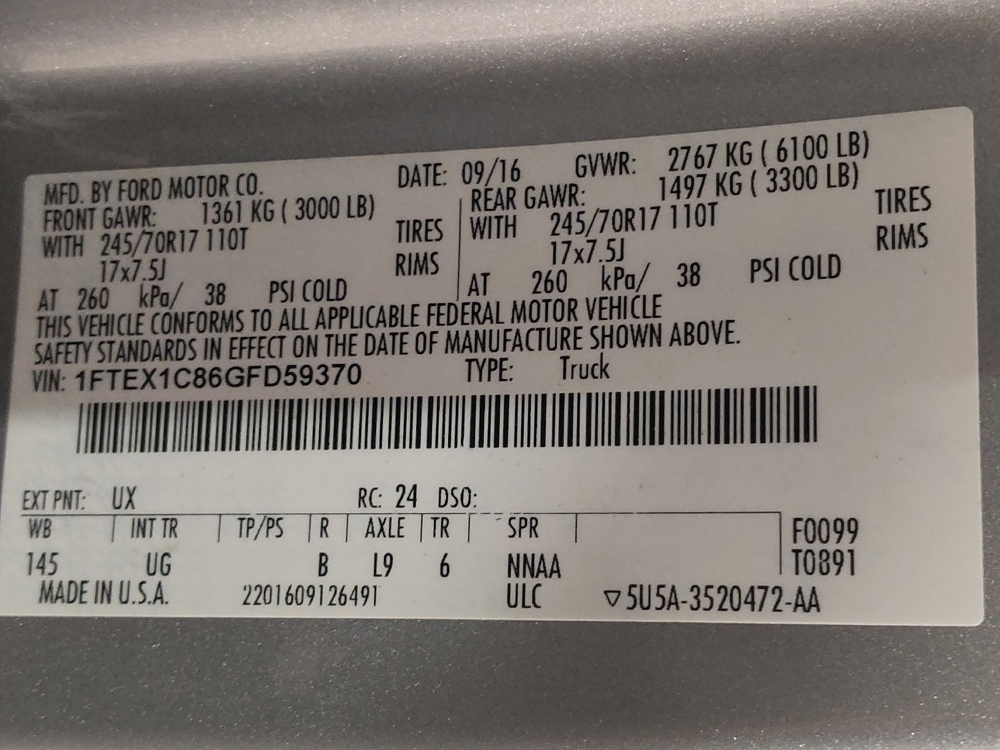 MFD. BY FORD MOTOR CO. DATE: 09/16 GVWR: 2767 KG ( 6100 LB)
FRONT GAWR: 1361 KG ( 3000 LB) REAR GAWR: 1497 KG ( 3300 LB)
WITH 245/70R17 110T TIRES WITH 245/70R17 110T TIRES
17x7.5J RIMS 17x7.5J RIMS
AT 260 kPa/ 38 PSI COLD AT 260 kPa/ 38 PSI COLD
THIS VEHICLE CONFORMS TO ALL APPLICABLE FEDERAL MOTOR VEHICLE
SAFETY STANDARDS IN EFFECT ON THE DATE OF MANUFACTURE SHOWN ABOVE.
VIN: 1FTEX1C86GFD59370 TYPE: Truck
EXT PNT: UX RC: 24 DSO:
WB INT TR TP/PS R AXLE TR SPR F0099
145 UG B L9 6 NNAA T0891
MADE IN U.S.A. 2201609126491 ULC ▽5U5A-3520472-AA